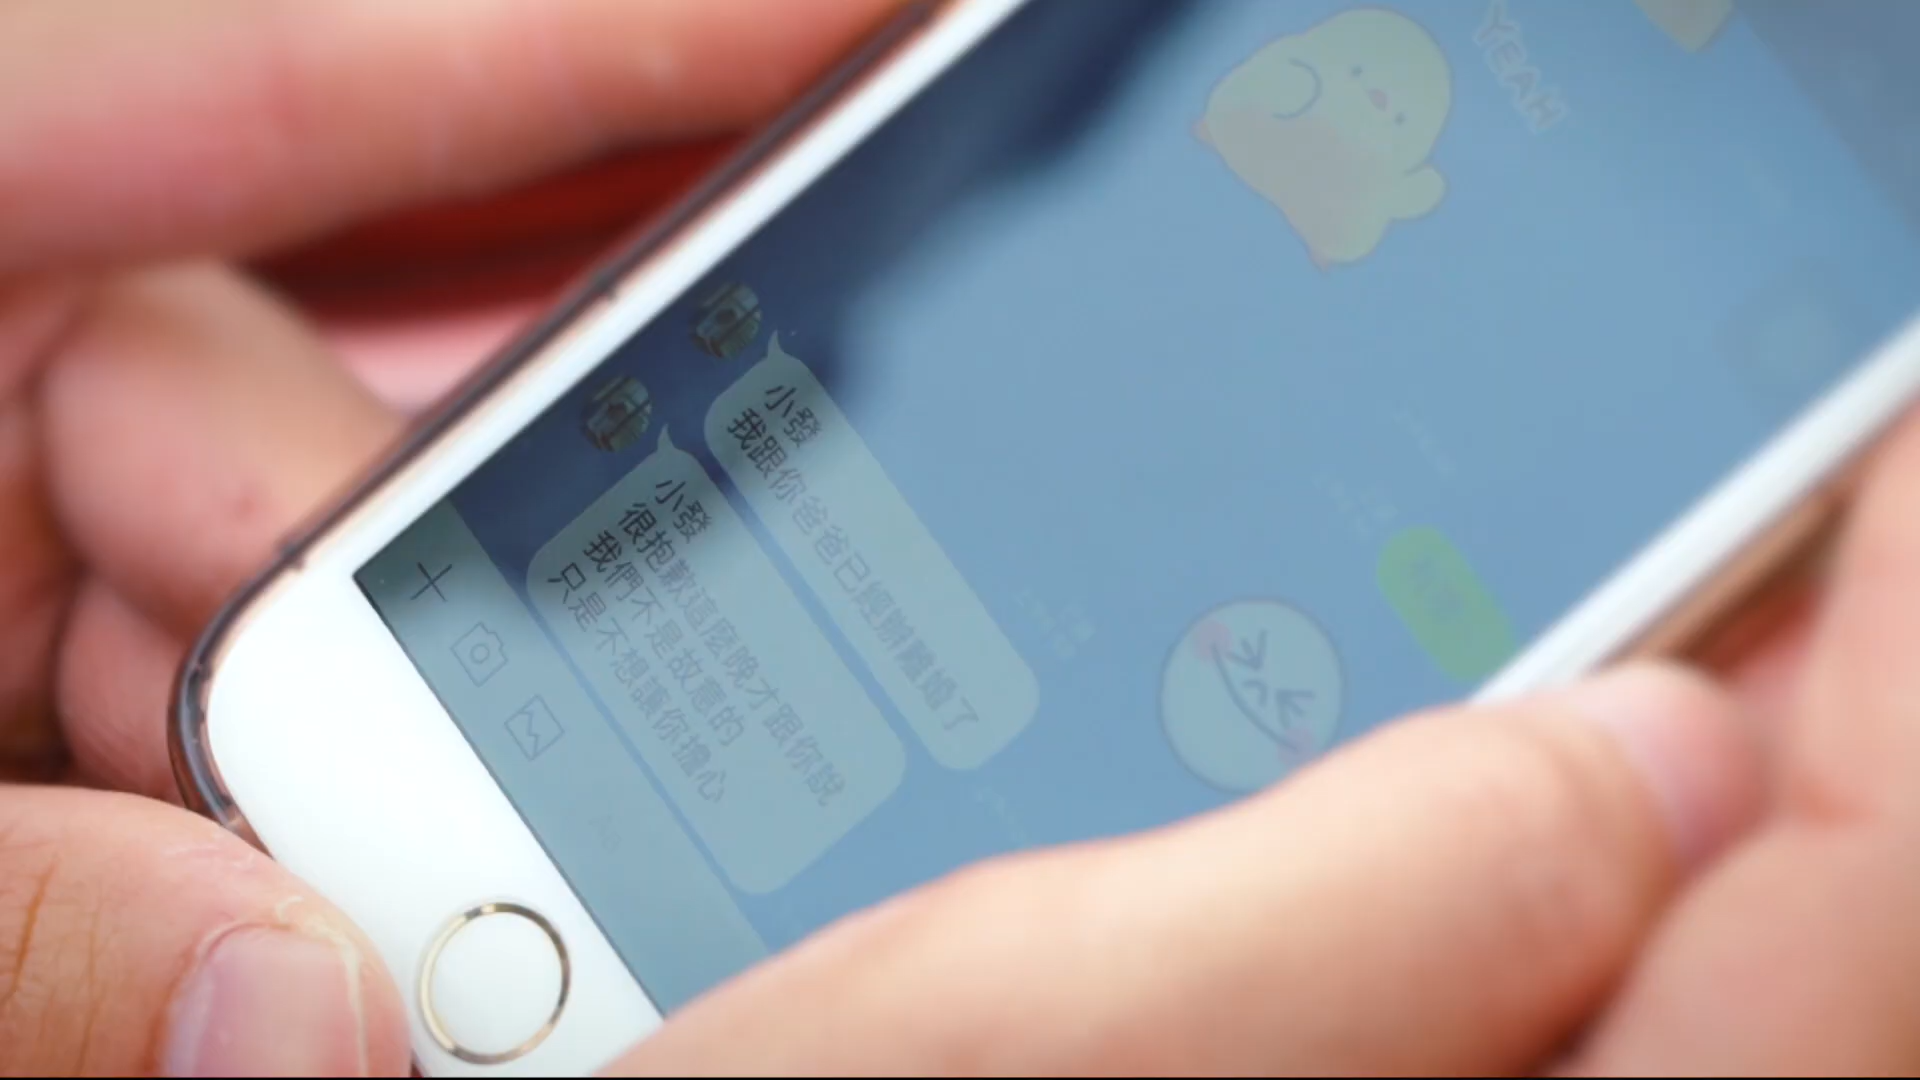 YEAH
小發
我跟你爸爸已經辦離婚了
小發
很抱歉這麼晚才跟你說
我們不是故意的
只是不想讓你擔心
Aa